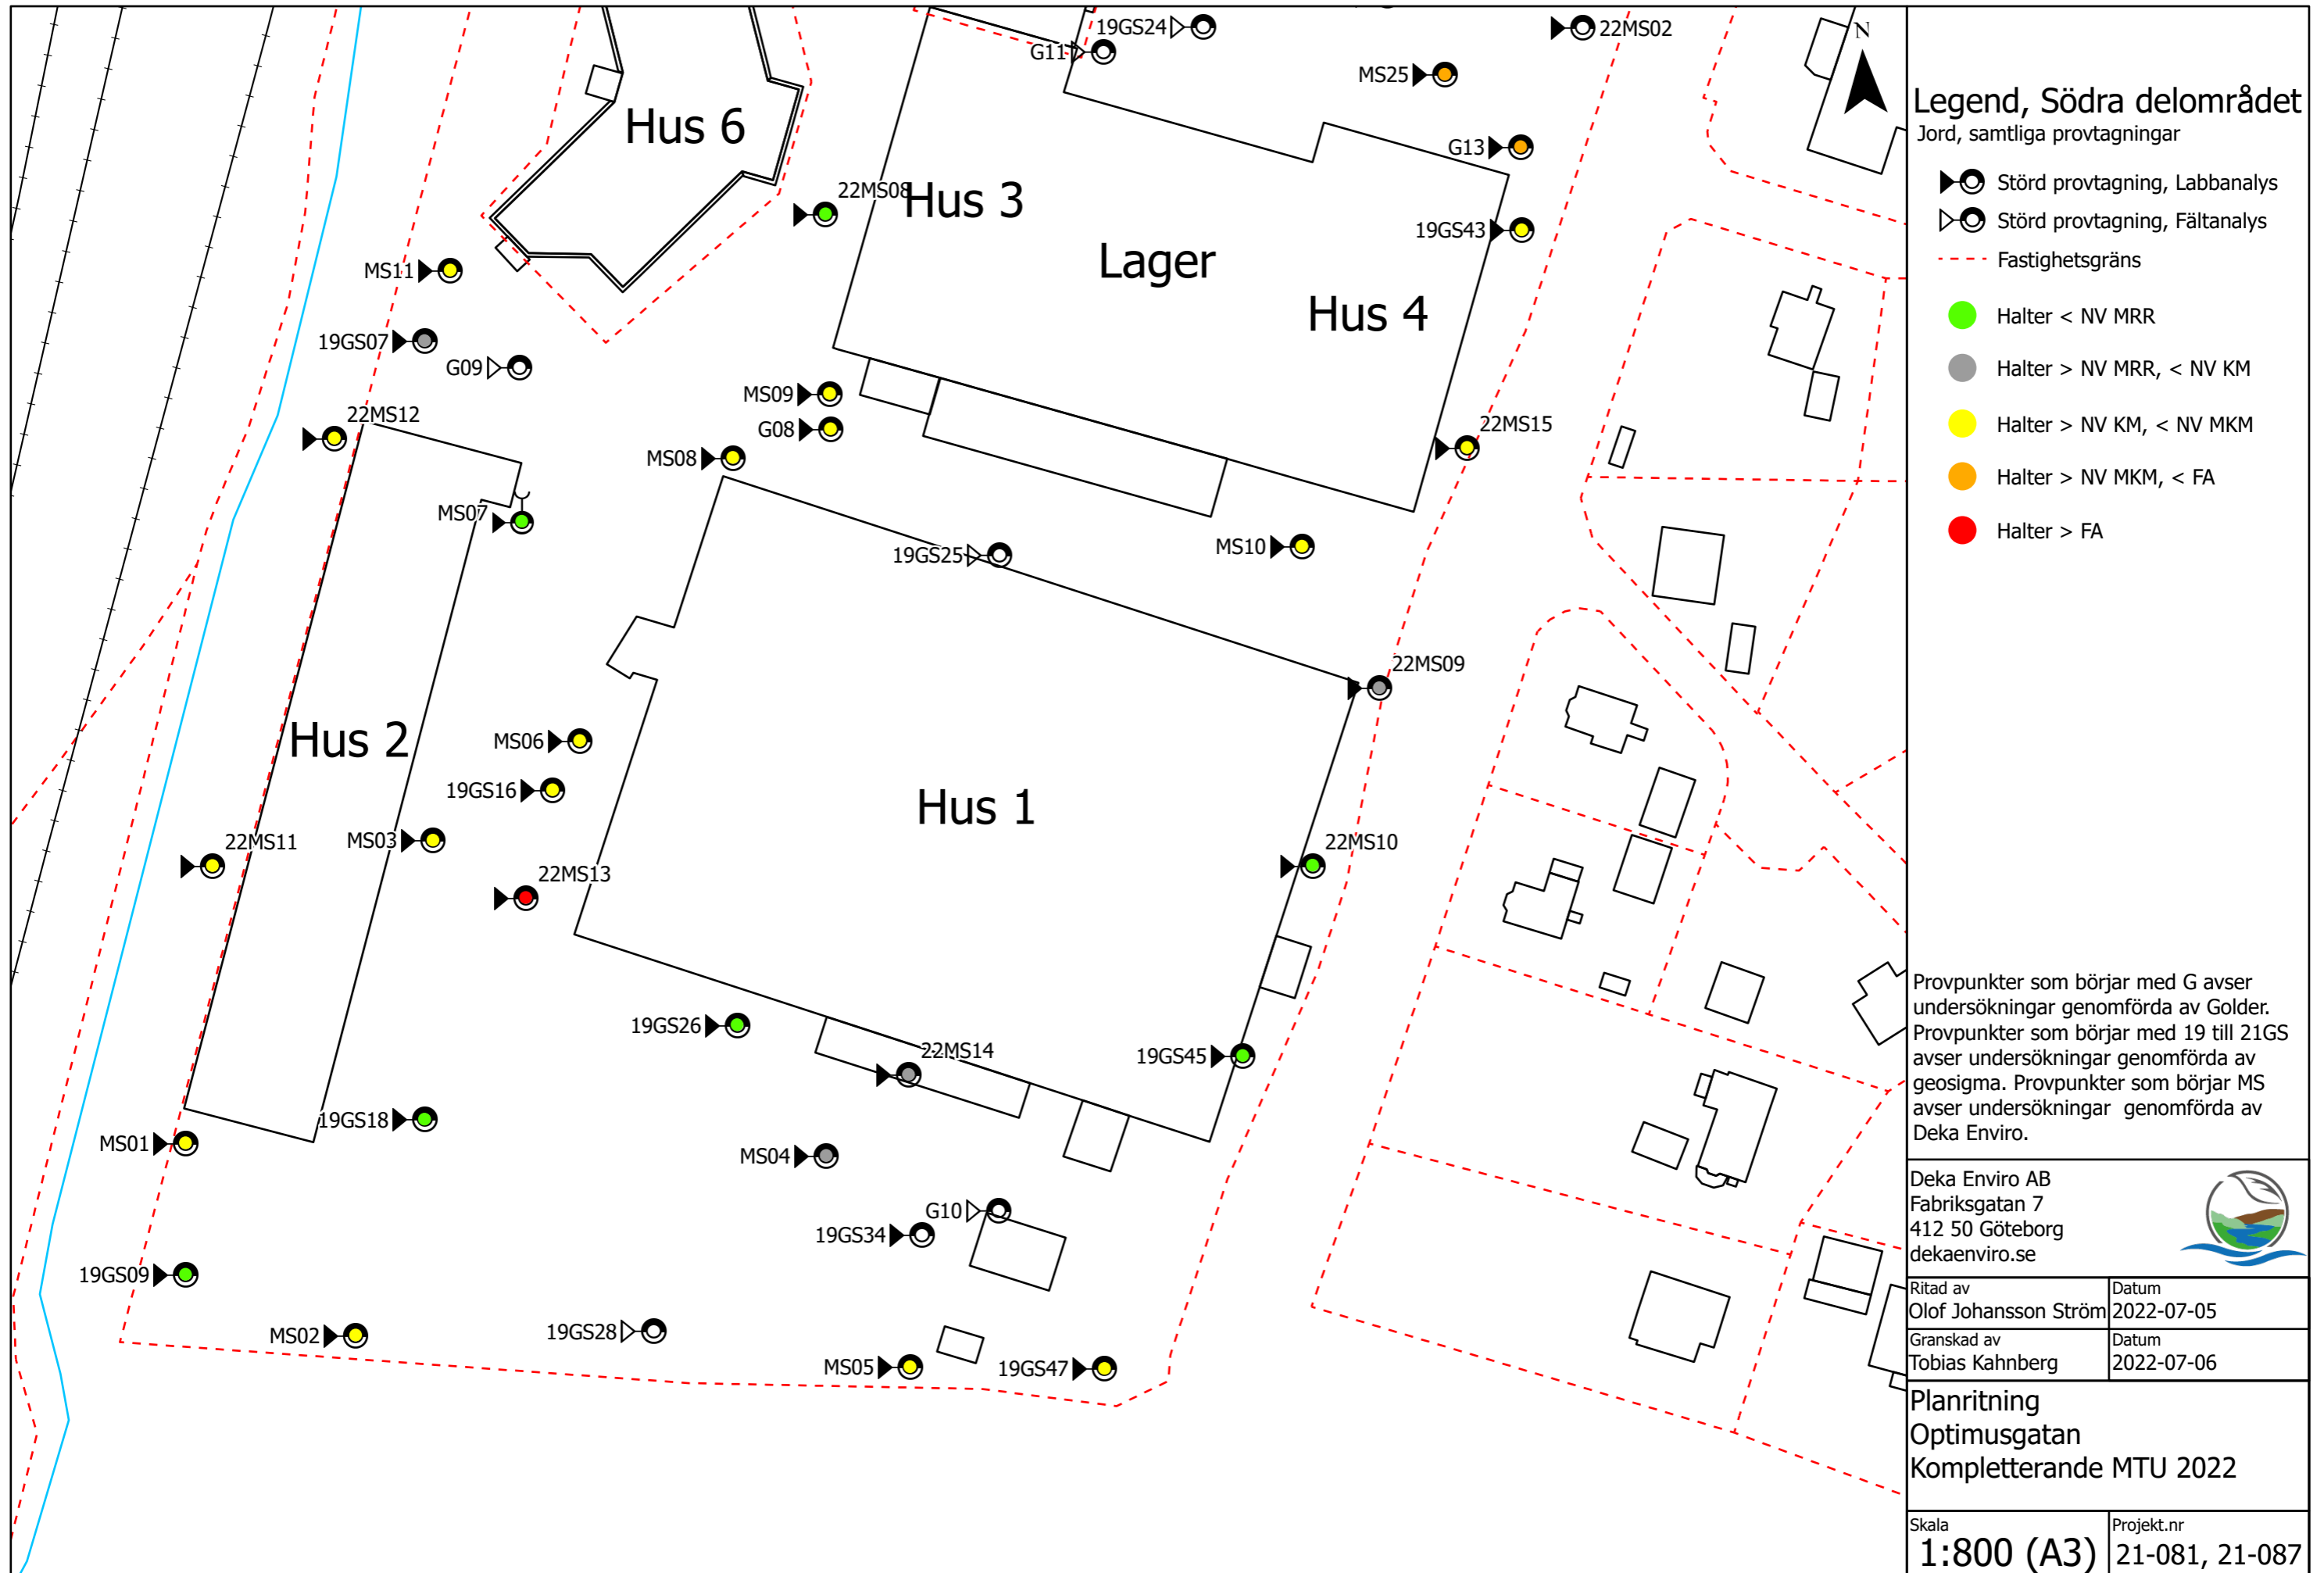 19GS24
22MS02
G11
MS25
N
Hus 6
G13
22MS08
Hus 3
19GS43
Lager
MS11
Hus 4
19GS07
G09
MS09
22MS12
G08
22MS15
MS08
MS07
19GS25
MS10
22MS09
Hus 2
MS06
19GS16
Hus 1
MS03
22MS11
22MS10
22MS13
19GS26
22MS14
19GS45
19GS18
MS01
MS04
G10
19GS34
19GS09
MS02
19GS28
MS05
19GS47
Legend, Södra delområdet
Jord, samtliga provtagningar
Störd provtagning, Labbanalys
Störd provtagning, Fältanalys
Fastighetsgräns
Halter < NV MRR
Halter > NV MRR, < NV KM
Halter > NV KM, < NV MKM
Halter > NV MKM, < FA
Halter > FA
Provpunkter som börjar med G avser
undersökningar genomförda av Golder.
Provpunkter som börjar med 19 till 21GS
avser undersökningar genomförda av
geosigma. Provpunkter som börjar MS
avser undersökningar genomförda av
Deka Enviro.
Deka Enviro AB
Fabriksgatan 7
412 50 Göteborg
dekaenviro.se
Ritad av
Olof Johansson Ström
Datum
2022-07-05
Granskad av
Tobias Kahnberg
Datum
2022-07-06
Planritning
Optimusgatan
Kompletterande MTU 2022
Skala
1:800 (A3)
Projekt.nr
21-081, 21-087